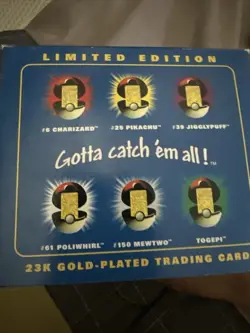 LIMITED EDITION
#6 CHARIZARD™ #25 PIKACHU™ #39 JIGGLYPUFF™
Gotta catch 'em all!™
#61 POLIWHIRL™ #150 MEWTWO™ TOGEPI™
23K GOLD-PLATED TRADING CARD